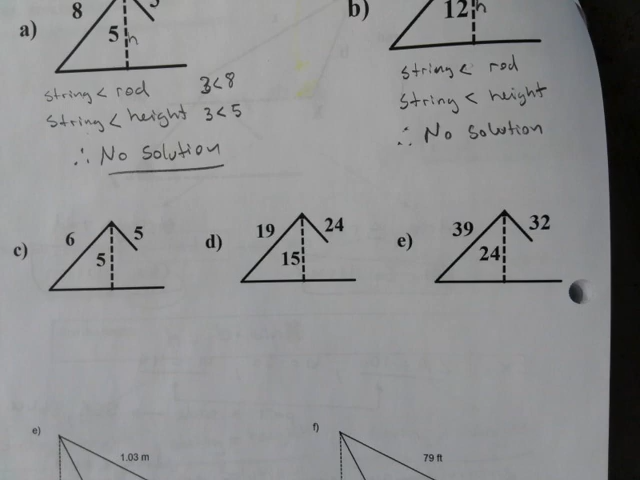 8
a)
5
h
b)
12
h
string < rod 3<8
string < height 3<5
∴ No solution
string < rod
string < height
∴ No solution
c)
6
5
5
d)
19
24
15
e)
39
32
24
e)
1.03 m
f)
79 ft